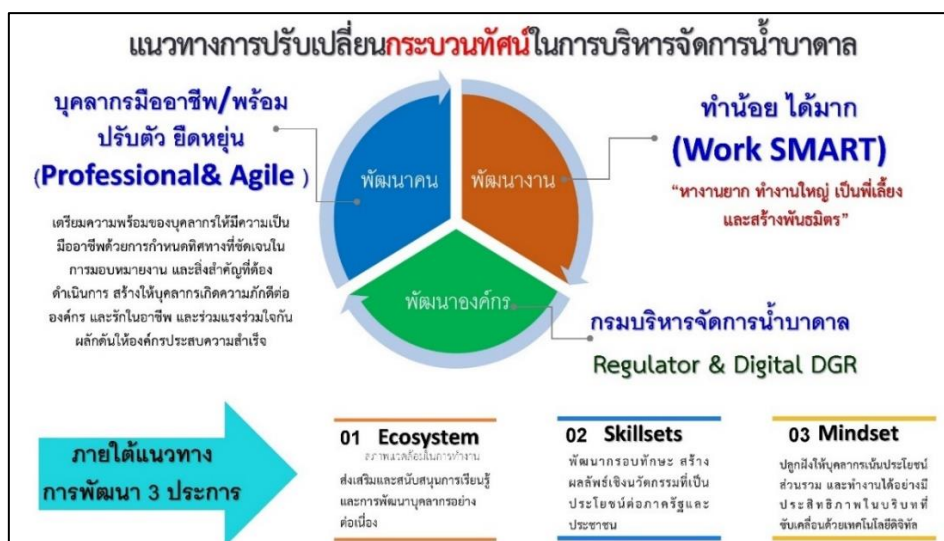 แนวทางการปรับเปลี่ยนกระบวนทัศน์ในการบริหารจัดการน้ำบาดาล
บุคลากรมืออาชีพ/พร้อม
ปรับตัว ยืดหยุ่น
(Professional& Agile )
เตรียมความพร้อมของบุคลากรให้มีความเป็น
มืออาชีพด้วยการกำหนดทิศทางที่ชัดเจนใน
การมอบหมายงาน และสิ่งสำคัญที่ต้อง
ดำเนินการ สร้างให้บุคลากรเกิดความภักดีต่อ
องค์กร และรักในอาชีพ และร่วมแรงร่วมใจกัน
ผลักดันให้องค์กรประสบความสำเร็จ
พัฒนาคน
พัฒนางาน
พัฒนาองค์กร
ทำน้อย ได้มาก
(Work SMART)
“หางานยาก ทำงานใหญ่ เป็นพี่เลี้ยง
และสร้างพันธมิตร”
กรมบริหารจัดการน้ำบาดาล
Regulator & Digital DGR
ภายใต้แนวทาง
การพัฒนา 3 ประการ
01 Ecosystem
สภาพแวดล้อมในการทำงาน
ส่งเสริมและสนับสนุนการเรียนรู้
และการพัฒนาบุคลากรอย่าง
ต่อเนื่อง
02 Skillsets
พัฒนากรอบทักษะ สร้าง
ผลลัพธ์เชิงนวัตกรรมที่เป็น
ประโยชน์ต่อภาครัฐและ
ประชาชน
03 Mindset
ปลูกฝังให้บุคลากรเน้นประโยชน์
ส่วนรวม และทำงานได้อย่างมี
ประสิทธิภาพในบริบทที่
ขับเคลื่อนด้วยเทคโนโลยีดิจิทัล